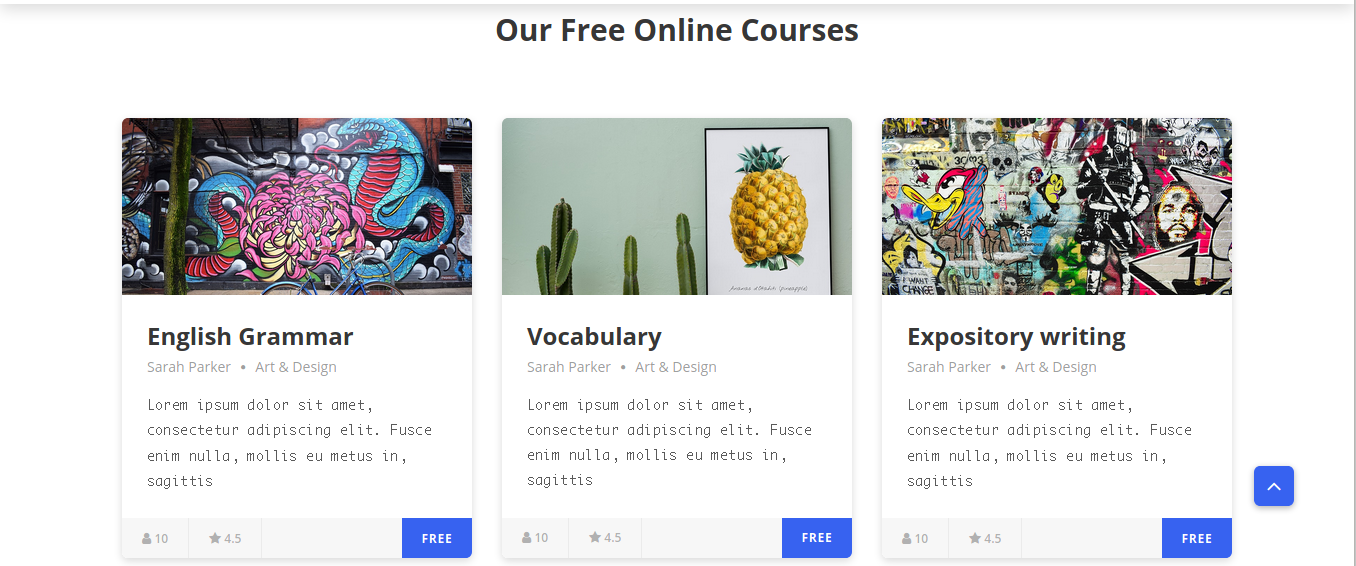 Our Free Online Courses
English Grammar
Sarah Parker • Art & Design
Lorem ipsum dolor sit amet,
consectetur adipiscing elit. Fusce
enim nulla, mollis eu metus in,
sagittis
10 4.5 FREE
Vocabulary
Sarah Parker • Art & Design
Lorem ipsum dolor sit amet,
consectetur adipiscing elit. Fusce
enim nulla, mollis eu metus in,
sagittis
10 4.5 FREE
I WANT
CHANGE
Expository writing
Sarah Parker • Art & Design
Lorem ipsum dolor sit amet,
consectetur adipiscing elit. Fusce
enim nulla, mollis eu metus in,
sagittis
10 4.5 FREE